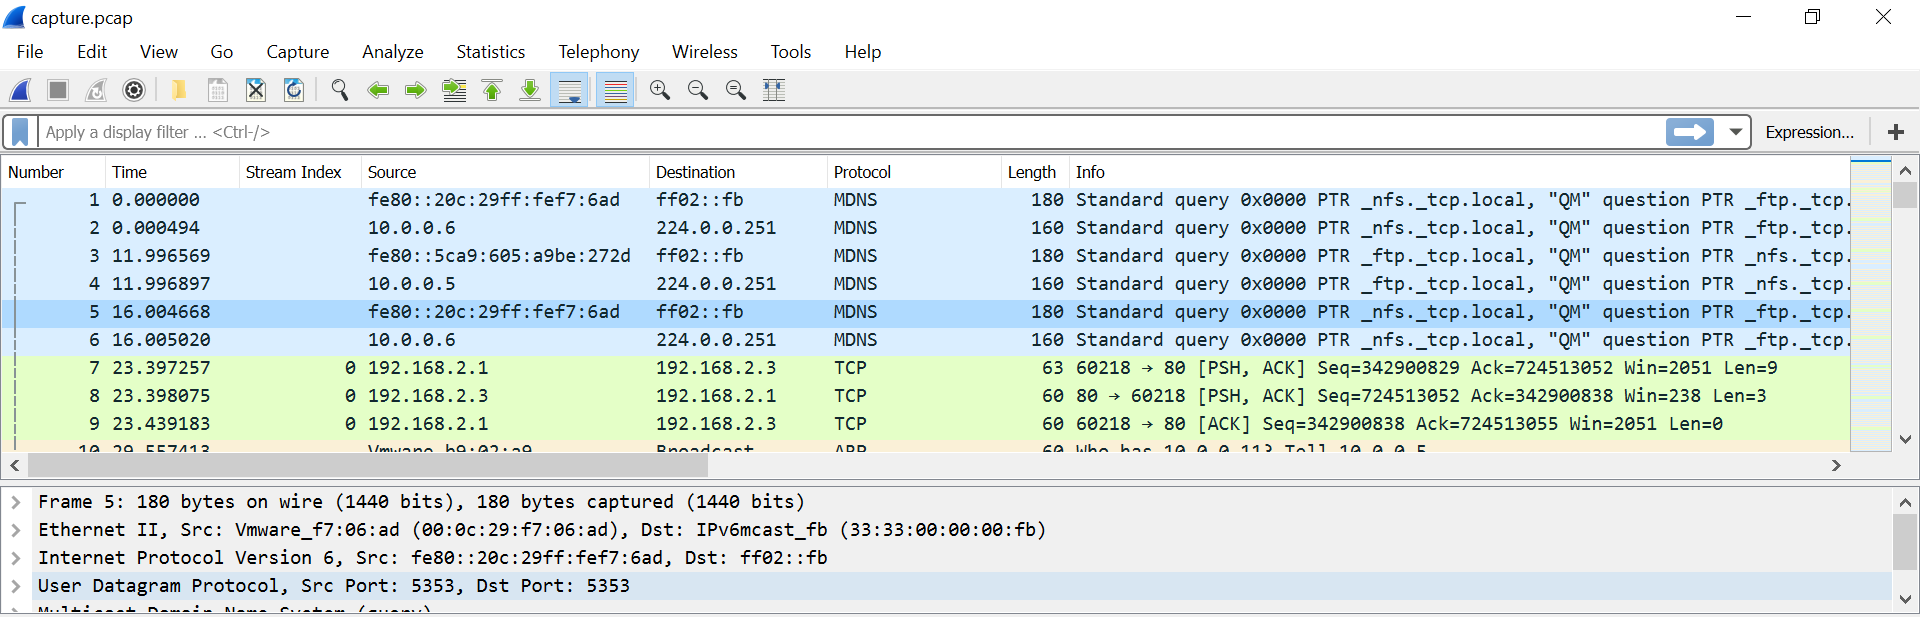 capture.pcap
File Edit View Go Capture Analyze Statistics Telephony Wireless Tools Help
Apply a display filter ... <Ctrl-/> Expression... +
Number Time Stream Index Source Destination Protocol Length Info
1 0.000000 fe80::20c:29ff:fef7:6ad ff02::fb MDNS 180 Standard query 0x0000 PTR _nfs._tcp.local, "QM" question PTR _ftp._tcp.
2 0.000494 10.0.0.6 224.0.0.251 MDNS 160 Standard query 0x0000 PTR _nfs._tcp.local, "QM" question PTR _ftp._tcp.
3 11.996569 fe80::5ca9:605:a9be:272d ff02::fb MDNS 180 Standard query 0x0000 PTR _ftp._tcp.local, "QM" question PTR _nfs._tcp.
4 11.996897 10.0.0.5 224.0.0.251 MDNS 160 Standard query 0x0000 PTR _ftp._tcp.local, "QM" question PTR _nfs._tcp.
5 16.004668 fe80::20c:29ff:fef7:6ad ff02::fb MDNS 180 Standard query 0x0000 PTR _nfs._tcp.local, "QM" question PTR _ftp._tcp.
6 16.005020 10.0.0.6 224.0.0.251 MDNS 160 Standard query 0x0000 PTR _nfs._tcp.local, "QM" question PTR _ftp._tcp.
7 23.397257 0 192.168.2.1 192.168.2.3 TCP 63 60218 → 80 [PSH, ACK] Seq=342900829 Ack=724513052 Win=2051 Len=9
8 23.398075 0 192.168.2.3 192.168.2.1 TCP 60 80 → 60218 [PSH, ACK] Seq=724513052 Ack=342900838 Win=238 Len=3
9 23.439183 0 192.168.2.1 192.168.2.3 TCP 60 60218 → 80 [ACK] Seq=342900838 Ack=724513055 Win=2051 Len=0
10 29.557413 Vmware_b9:02:a9 Broadcast ARP 60 Who has 10.0.0.11? Tell 10.0.0.5
Frame 5: 180 bytes on wire (1440 bits), 180 bytes captured (1440 bits)
Ethernet II, Src: Vmware_f7:06:ad (00:0c:29:f7:06:ad), Dst: IPv6mcast_fb (33:33:00:00:00:fb)
Internet Protocol Version 6, Src: fe80::20c:29ff:fef7:6ad, Dst: ff02::fb
User Datagram Protocol, Src Port: 5353, Dst Port: 5353
Multicast Domain Name System (query)